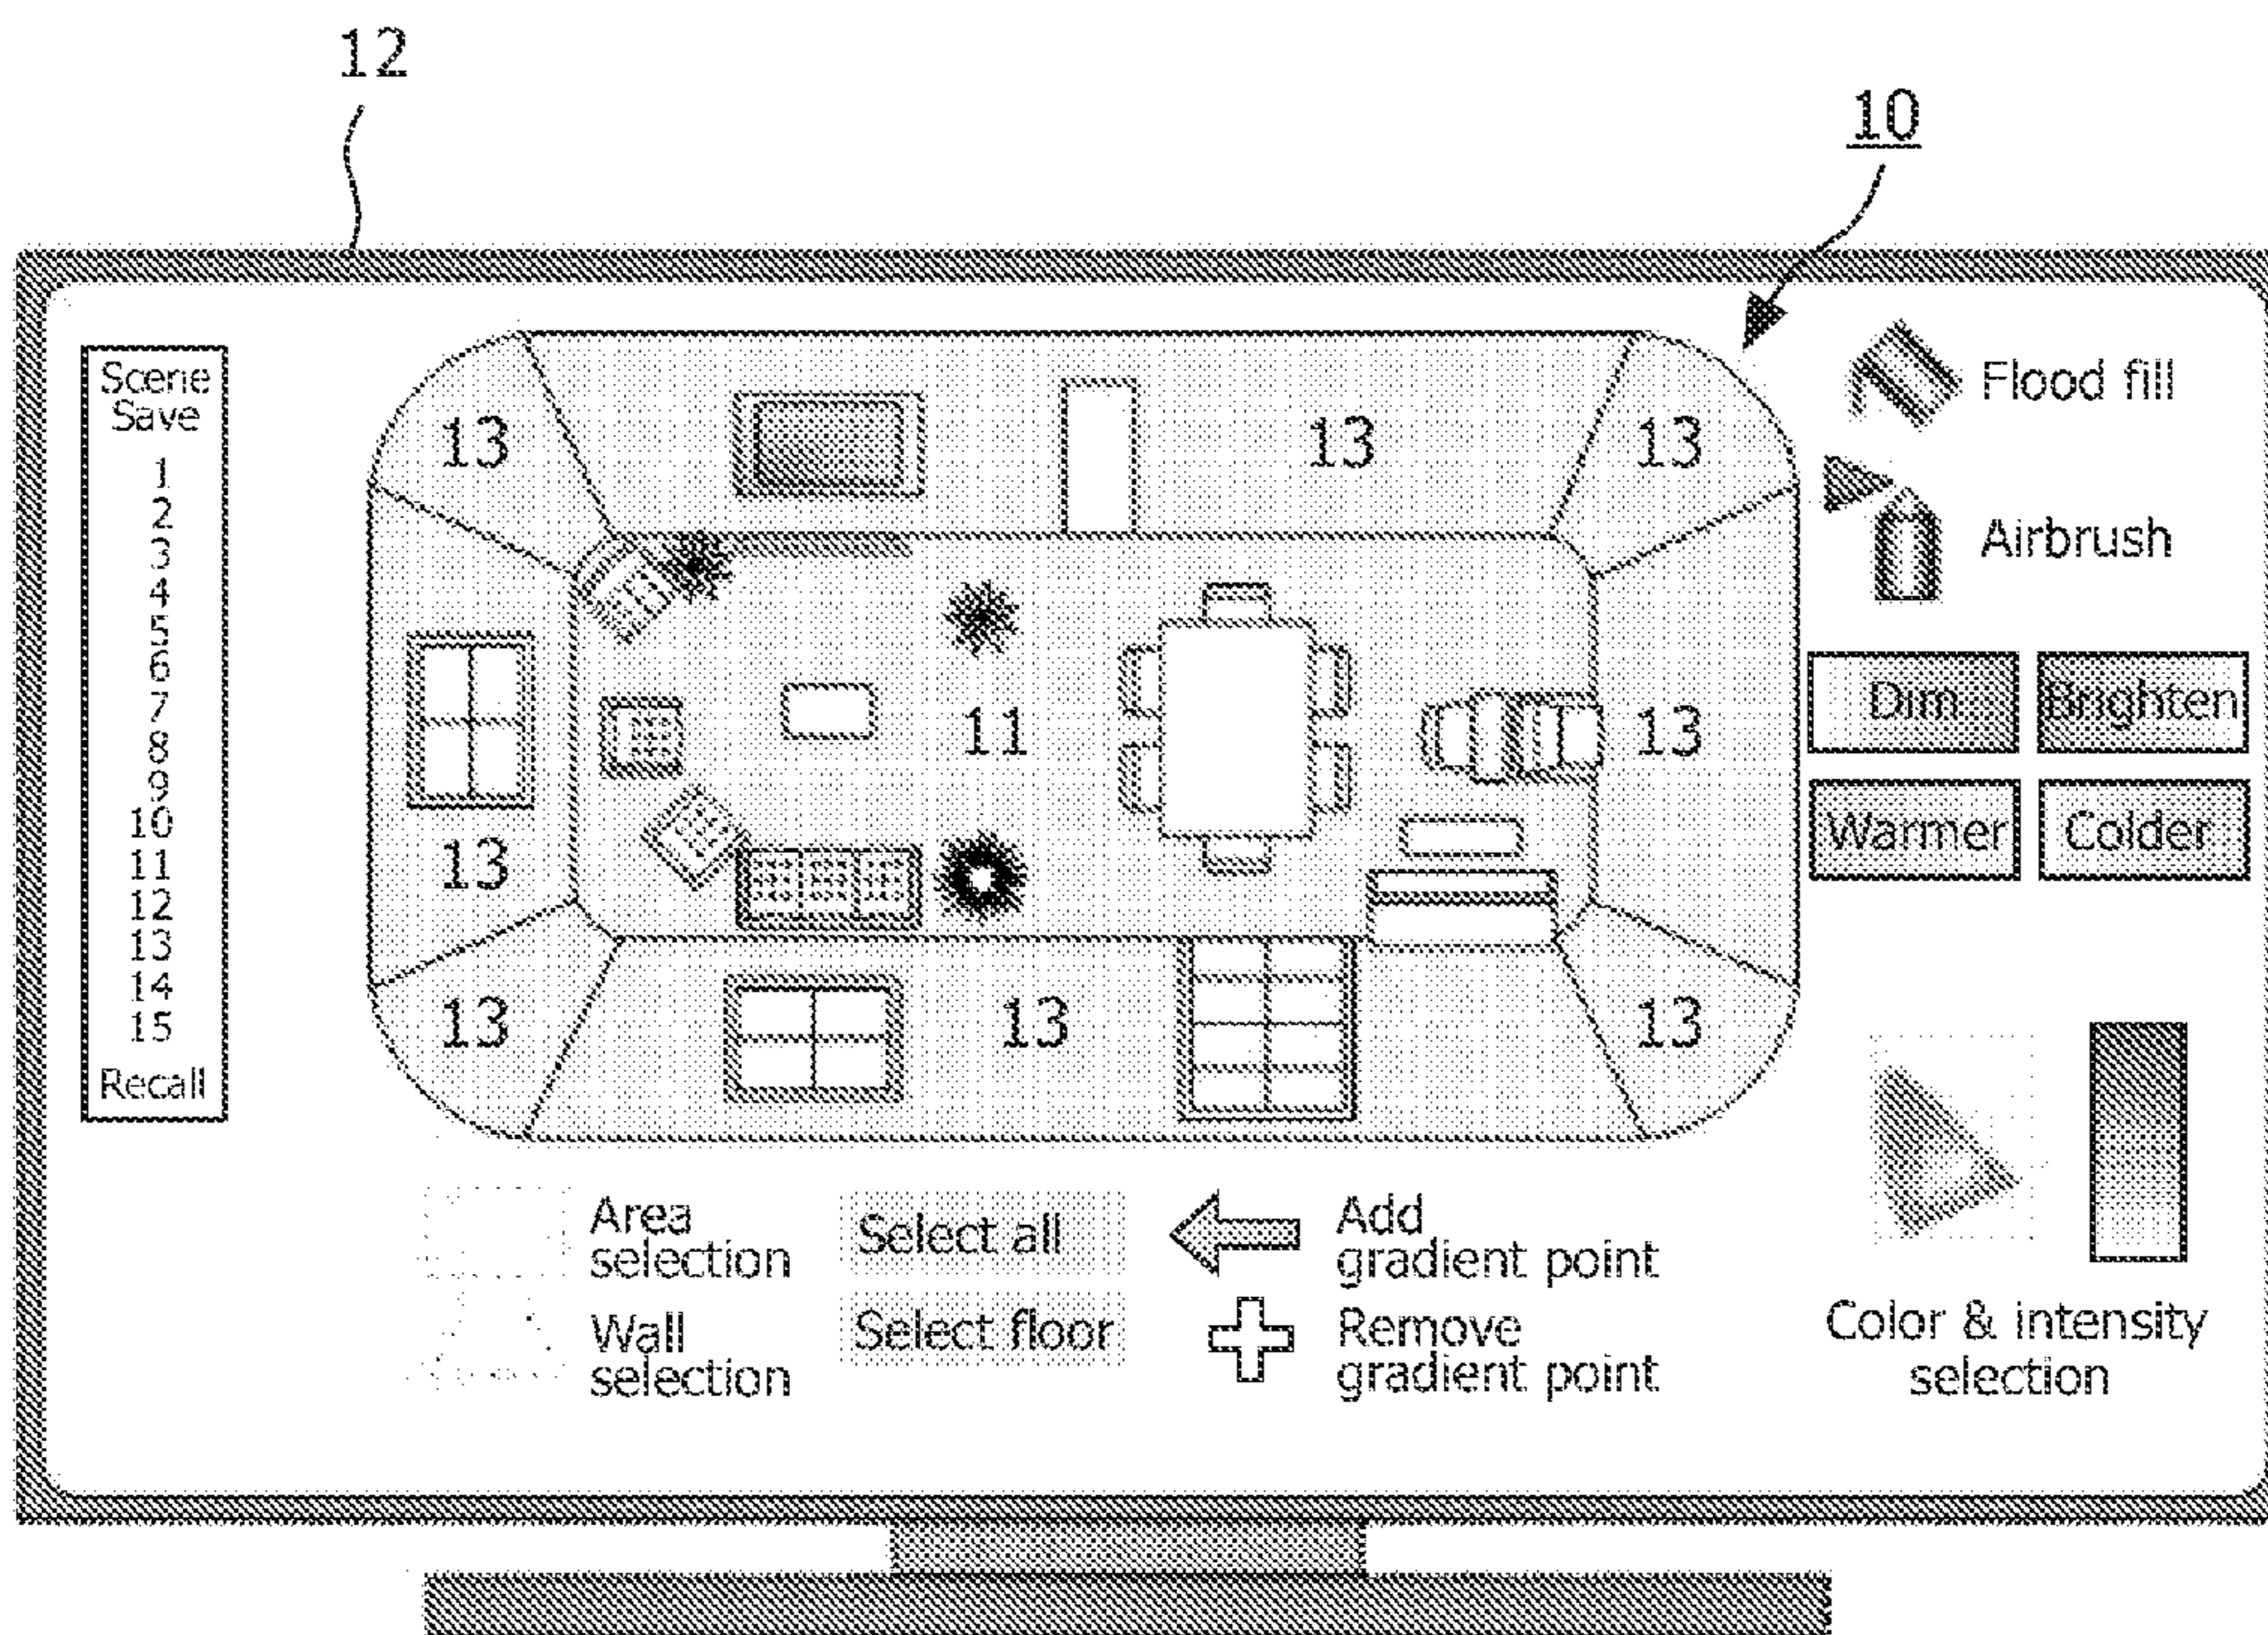 12
10
Scene
Save
1
2
3
4
5
6
7
8
9
10
11
12
13
14
15
Recall
13
13
13
11
13
13
13
13
13
Flood fill
Airbrush
Dim
Brighten
Warmer
Colder
Area
selection
Select all
Add
gradient point
Wall
selection
Select floor
Remove
gradient point
Color & intensity
selection